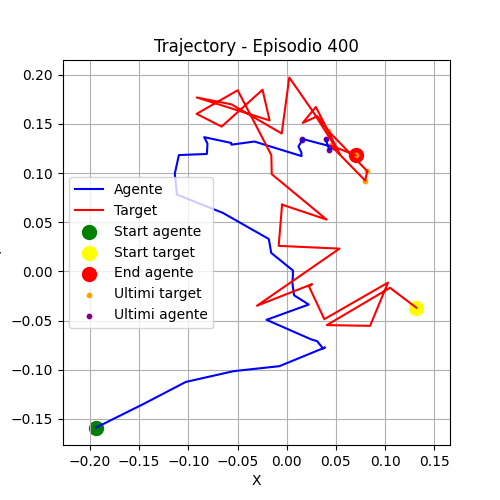 Trajectory - Episodio 400
0.20
0.15
0.10
0.05
0.00
−0.05
−0.10
−0.15
Agente
Target
Start agente
Start target
End agente
Ultimi target
Ultimi agente
−0.20 −0.15 −0.10 −0.05 0.00 0.05 0.10 0.15
X